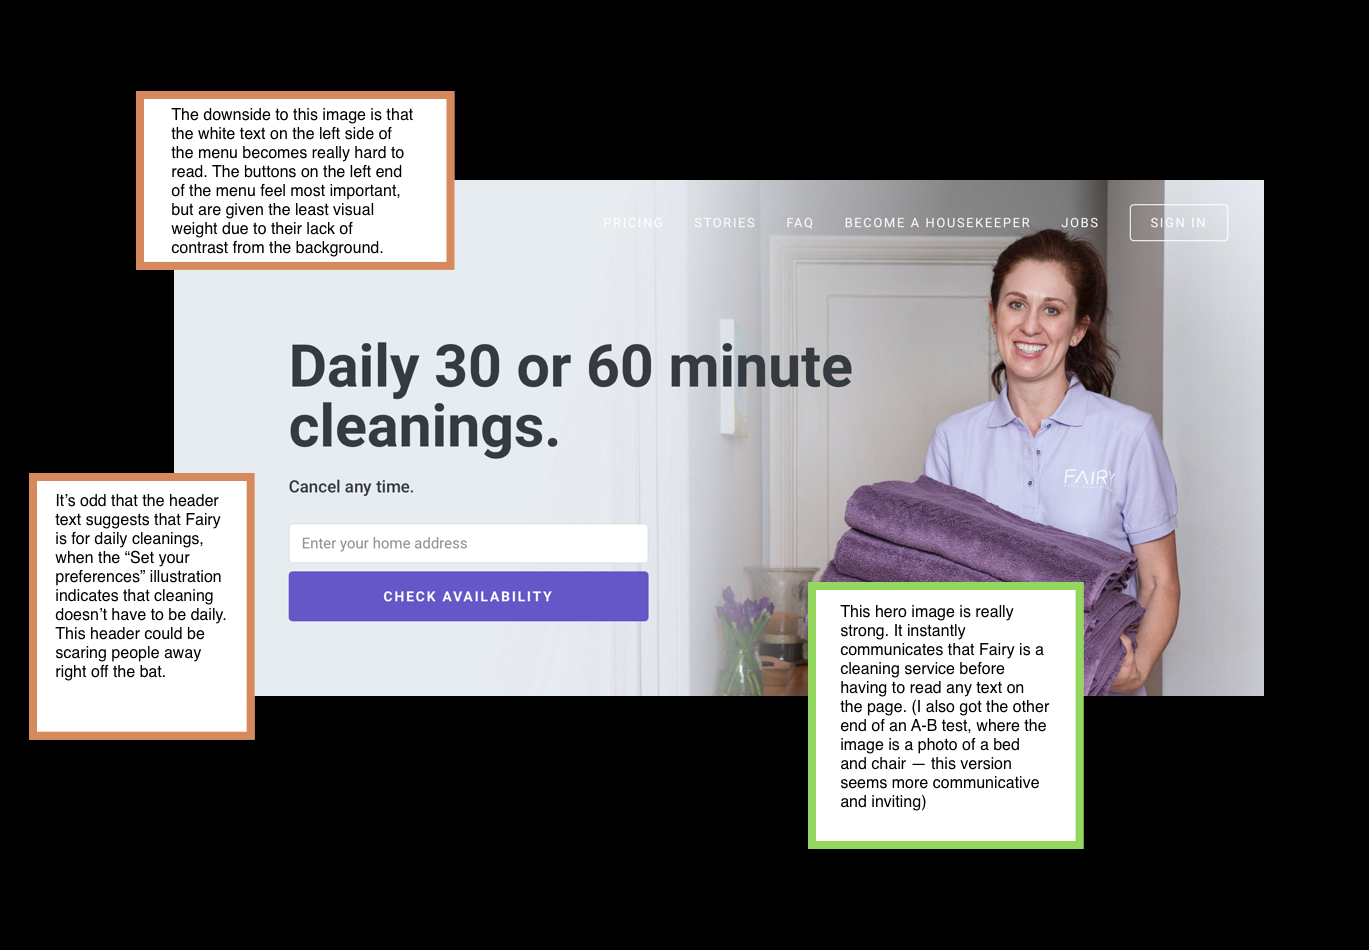 The downside to this image is that
the white text on the left side of
the menu becomes really hard to
read. The buttons on the left end
of the menu feel most important,
but are given the least visual
weight due to their lack of
contrast from the background.
PRICING STORIES FAQ BECOME A HOUSEKEEPER JOBS SIGN IN
Daily 30 or 60 minute
cleanings.
Cancel any time.
Enter your home address
CHECK AVAILABILITY
FAIRY
It’s odd that the header
text suggests that Fairy
is for daily cleanings,
when the “Set your
preferences” illustration
indicates that cleaning
doesn’t have to be daily.
This header could be
scaring people away
right off the bat.
This hero image is really
strong. It instantly
communicates that Fairy is a
cleaning service before
having to read any text on
the page. (I also got the other
end of an A-B test, where the
image is a photo of a bed
and chair — this version
seems more communicative
and inviting)